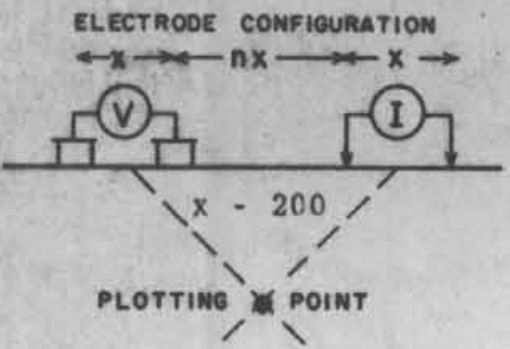 ELECTRODE CONFIGURATION
x nx x
V I
x - 200
PLOTTING POINT